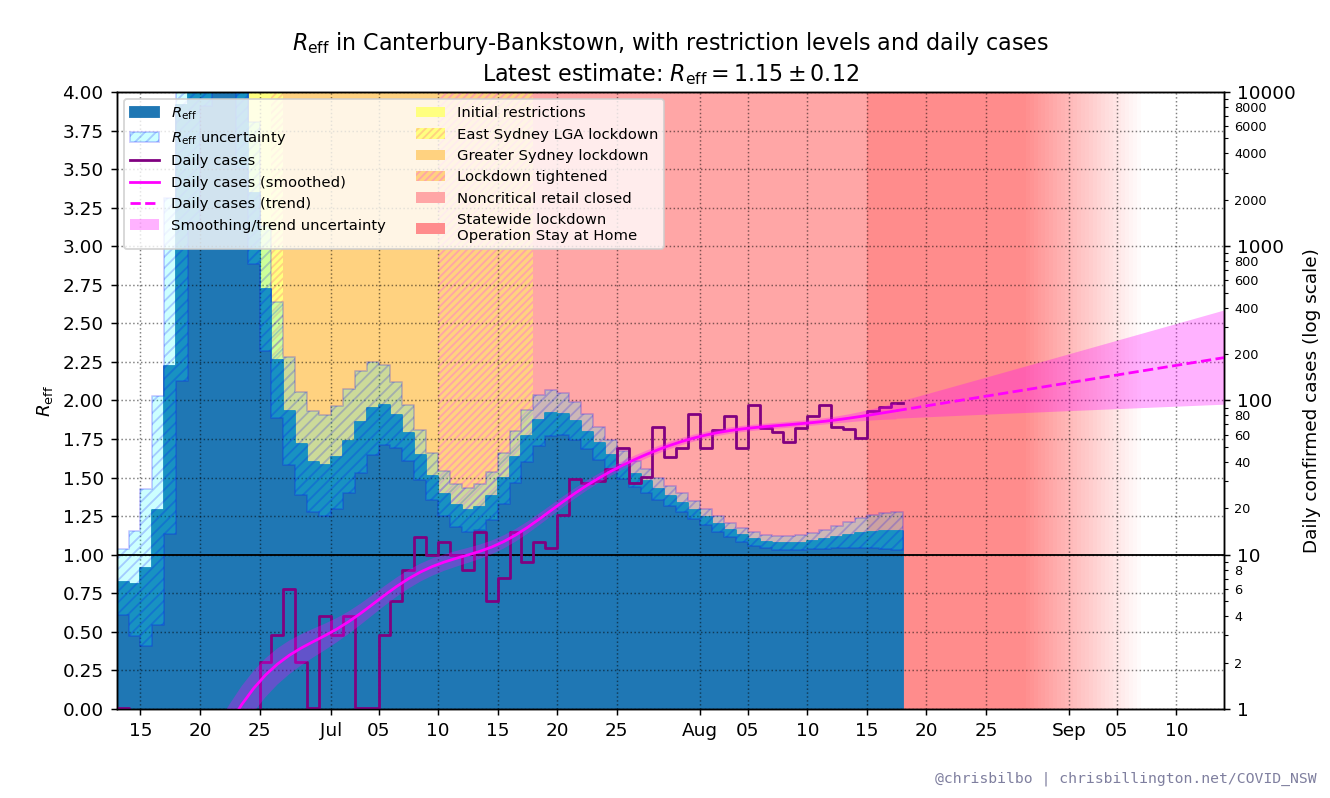 Reff in Canterbury-Bankstown, with restriction levels and daily cases
Latest estimate: Reff = 1.15 ± 0.12
Reff
Reff uncertainty
Daily cases
Daily cases (smoothed)
Daily cases (trend)
Smoothing/trend uncertainty
Initial restrictions
East Sydney LGA lockdown
Greater Sydney lockdown
Lockdown tightened
Noncritical retail closed
Statewide lockdown
Operation Stay at Home
Reff
4.00
3.75
3.50
3.25
3.00
2.75
2.50
2.25
2.00
1.75
1.50
1.25
1.00
0.75
0.50
0.25
0.00
15 20 25 Jul 05 10 15 20 25 Aug 05 10 15 20 25 Sep 05 10
10000
8000
6000
4000
2000
1000
800
600
400
200
100
80
60
40
20
10
8
6
4
2
1
Daily confirmed cases (log scale)
@chrisbilbo | chrisbillington.net/COVID_NSW